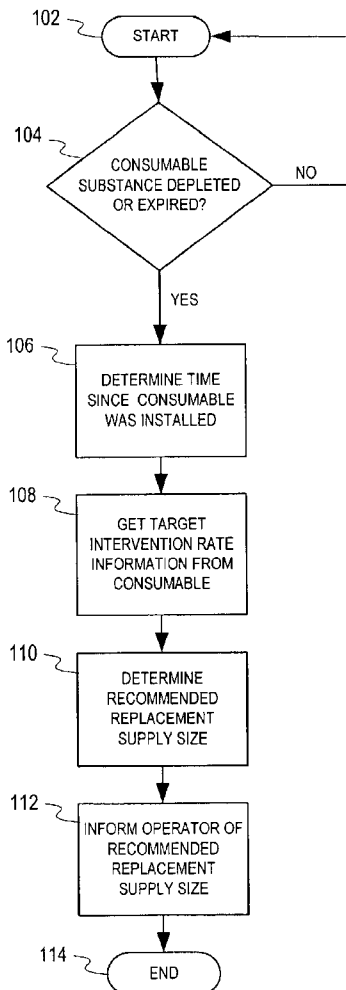 102
START
104
CONSUMABLE
SUBSTANCE DEPLETED
OR EXPIRED?
NO
YES
106
DETERMINE TIME
SINCE CONSUMABLE
WAS INSTALLED
108
GET TARGET
INTERVENTION RATE
INFORMATION FROM
CONSUMABLE
110
DETERMINE
RECOMMENDED
REPLACEMENT
SUPPLY SIZE
112
INFORM OPERATOR OF
RECOMMENDED
REPLACEMENT
SUPPLY SIZE
114
END